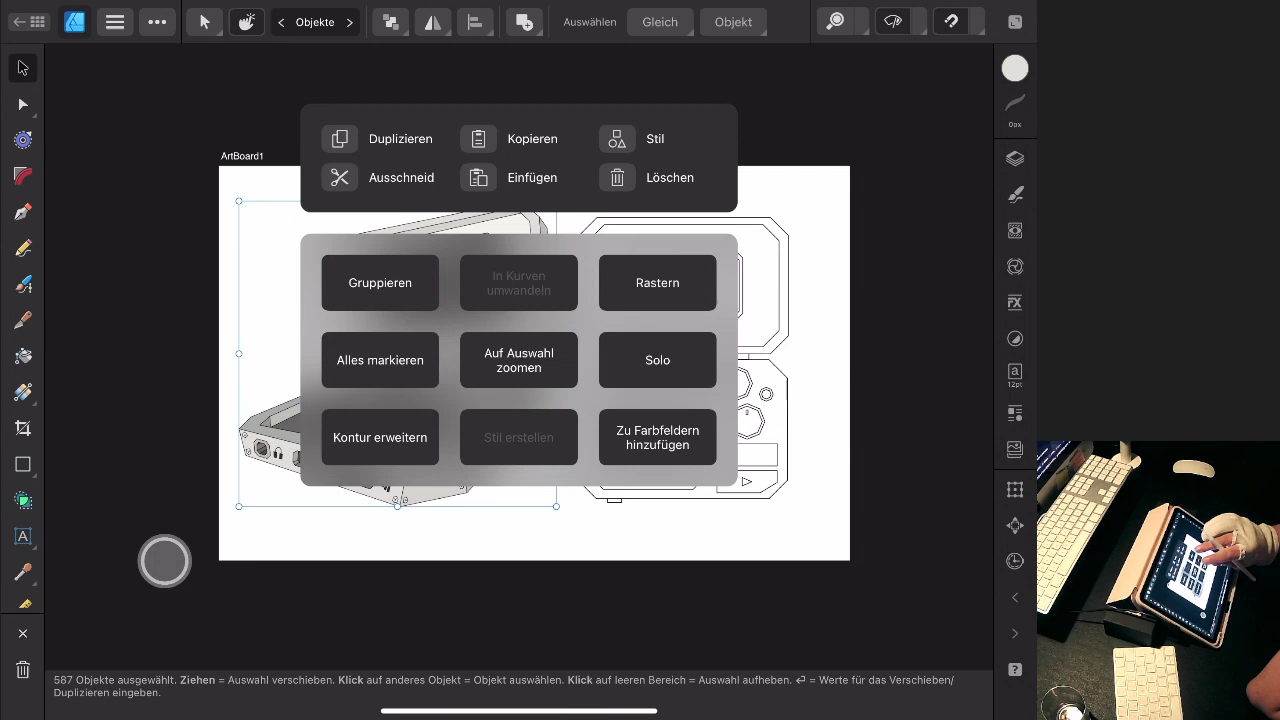 Objekte
Auswählen
Gleich
Objekt
0px
ArtBoard1
Duplizieren
Kopieren
Stil
Ausschneid
Einfügen
Löschen
Gruppieren
In Kurven
umwandeln
Rastern
Alles markieren
Auf Auswahl
zoomen
Solo
Kontur erweitern
Stil erstellen
Zu Farbfeldern
hinzufügen
a
12pt
A
?
587 Objekte ausgewählt. Ziehen = Auswahl verschieben. Klick auf anderes Objekt = Objekt auswählen. Klick auf leeren Bereich = Auswahl aufheben. ⏎ = Werte für das Verschieben/
Duplizieren eingeben.